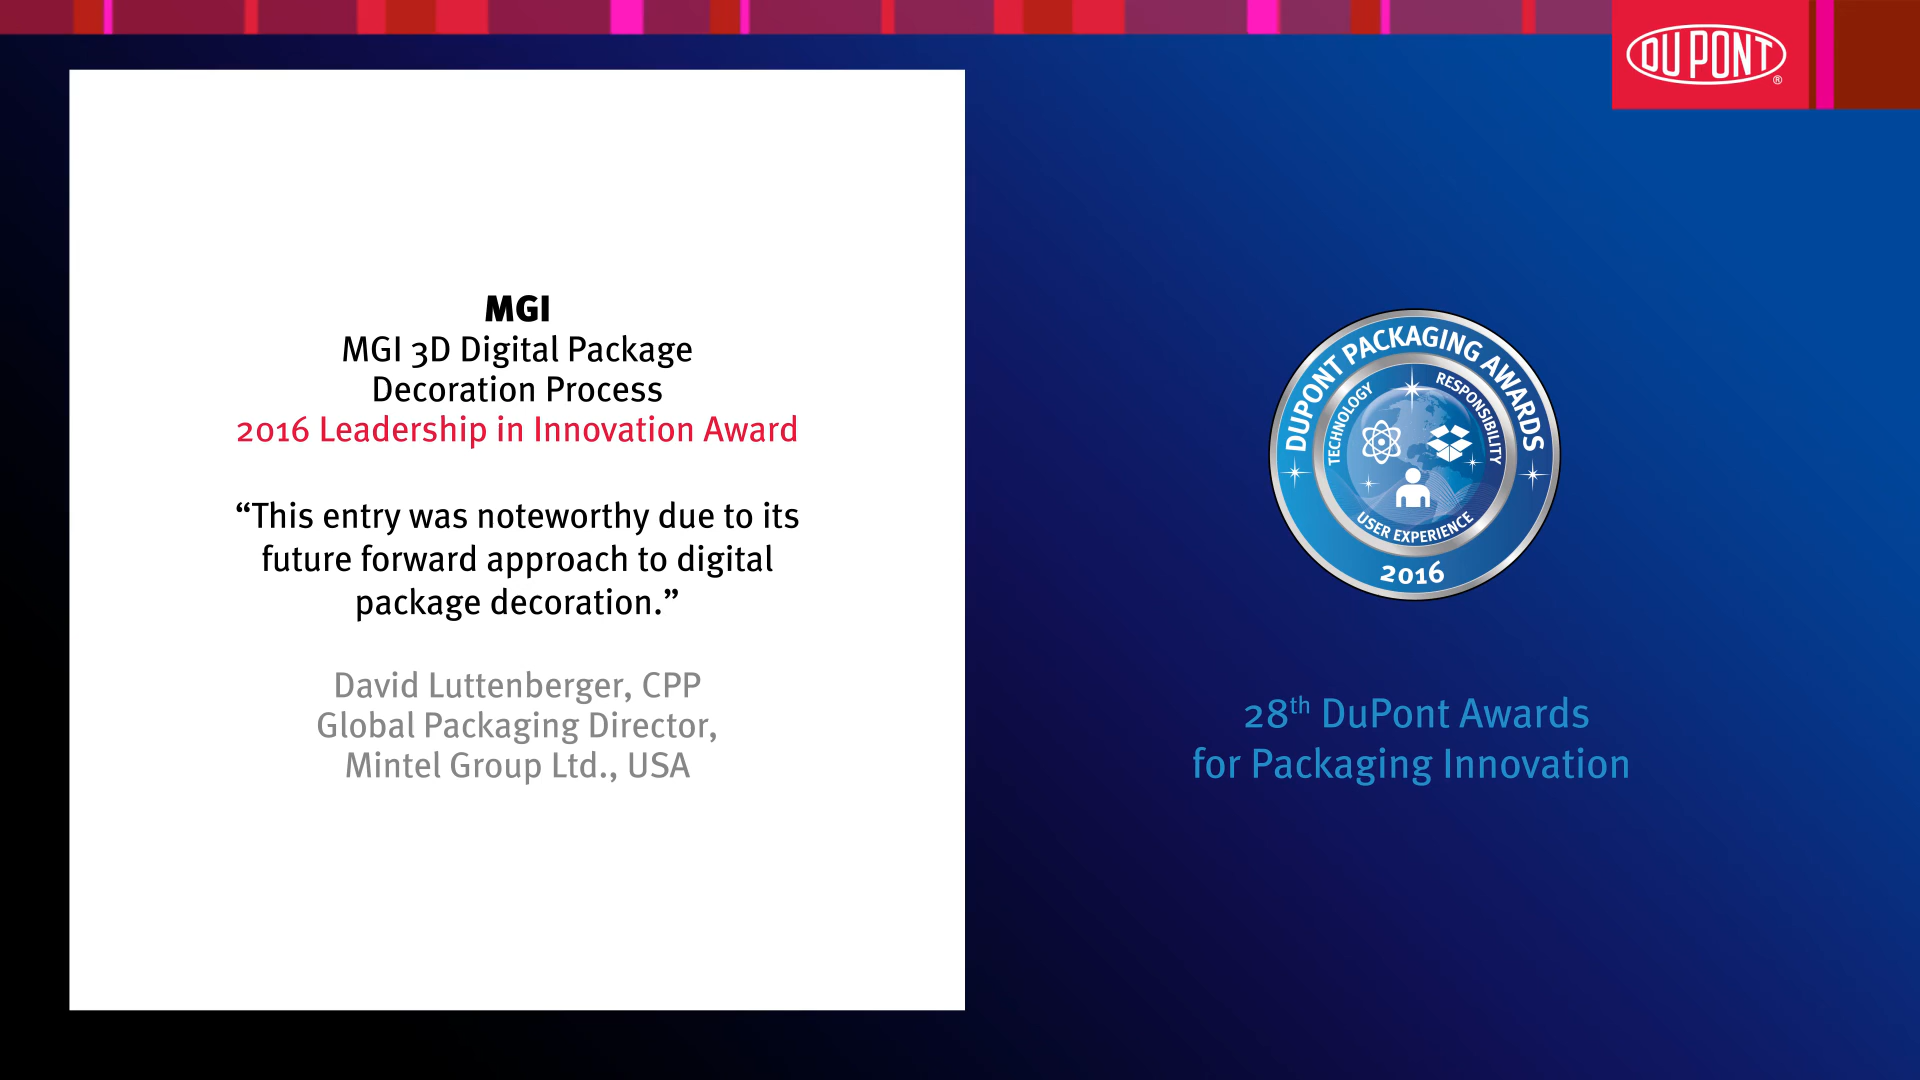 DUPONT®
MGI
MGI 3D Digital Package
Decoration Process
2016 Leadership in Innovation Award
“This entry was noteworthy due to its
future forward approach to digital
package decoration.”
David Luttenberger, CPP
Global Packaging Director,
Mintel Group Ltd., USA
DUPONT PACKAGING AWARDS
TECHNOLOGY
RESPONSIBILITY
USER EXPERIENCE
2016
28th DuPont Awards
for Packaging Innovation